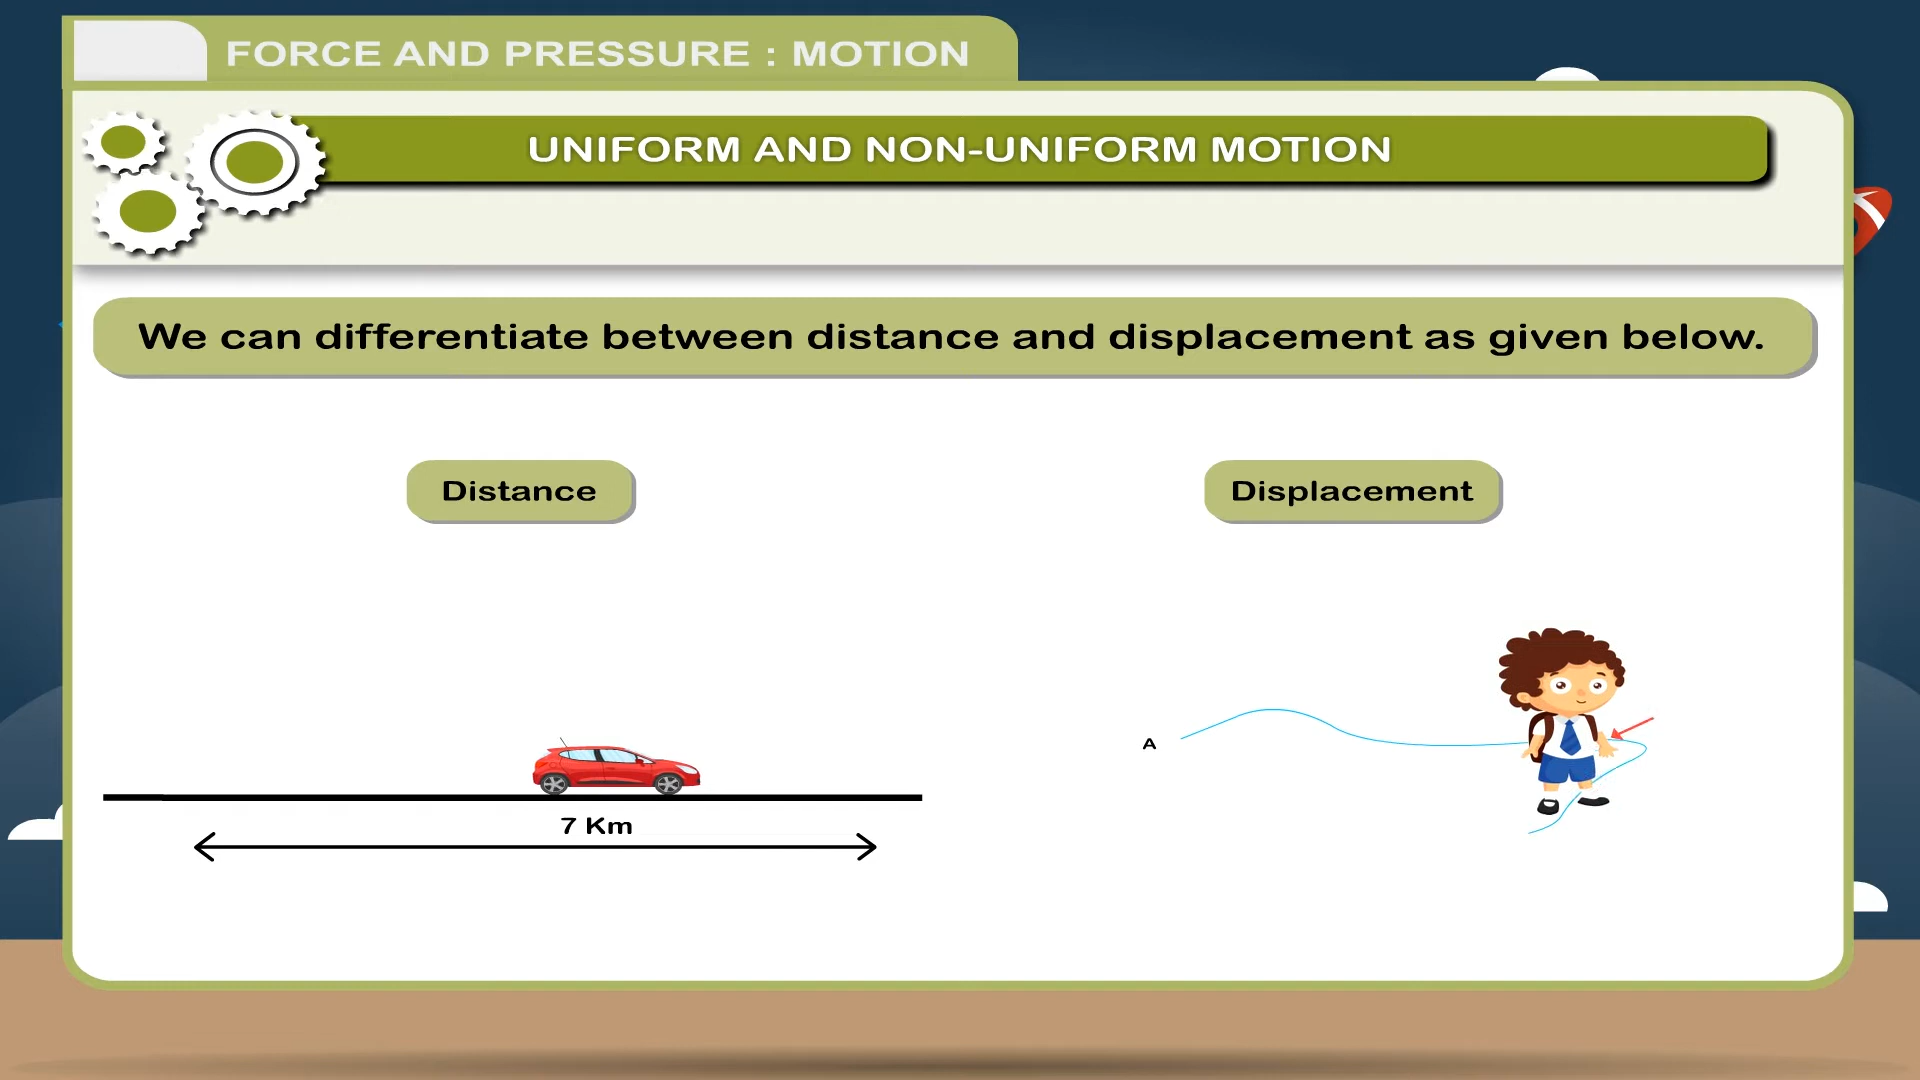 FORCE AND PRESSURE : MOTION
UNIFORM AND NON-UNIFORM MOTION
We can differentiate between distance and displacement as given below.
Distance
Displacement
A
7 Km